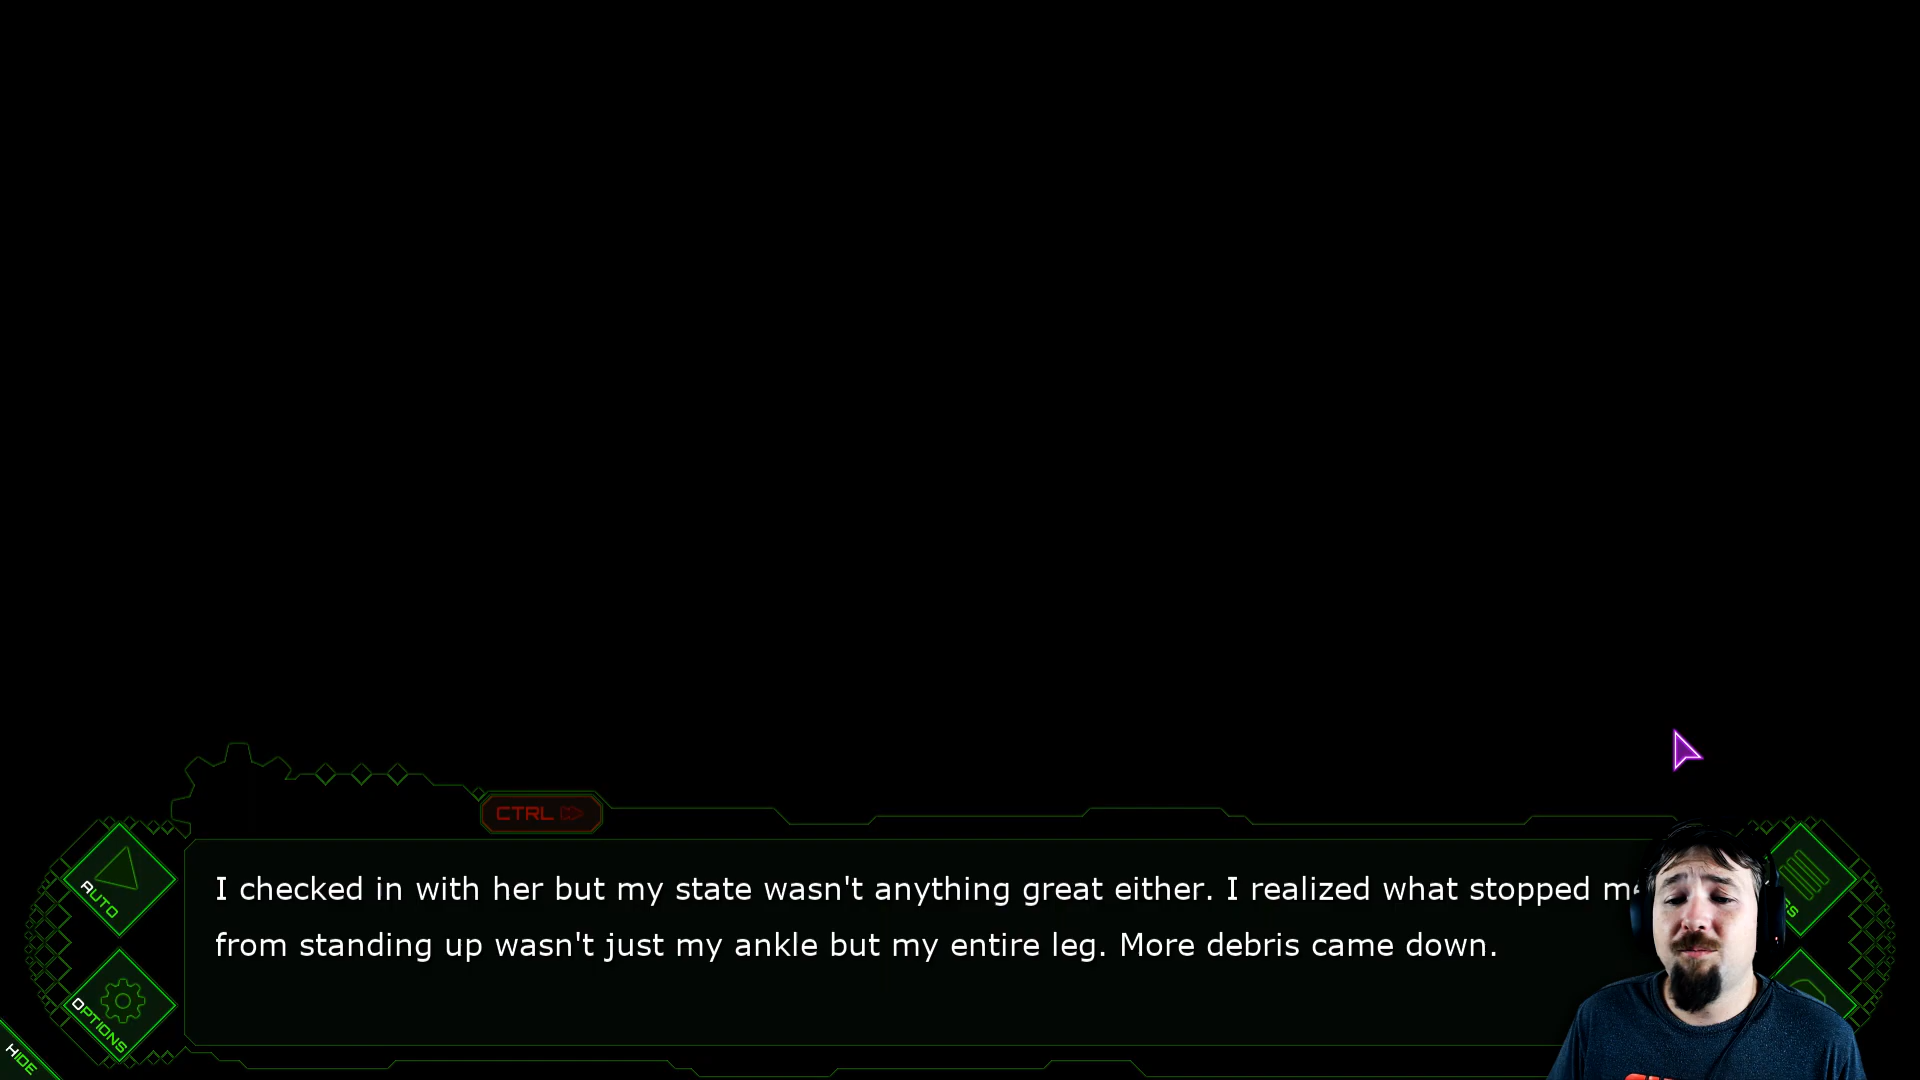 CTRL
I checked in with her but my state wasn't anything great either. I realized what stopped me
from standing up wasn't just my ankle but my entire leg. More debris came down.
AUTO
OPTIONS
HIDE